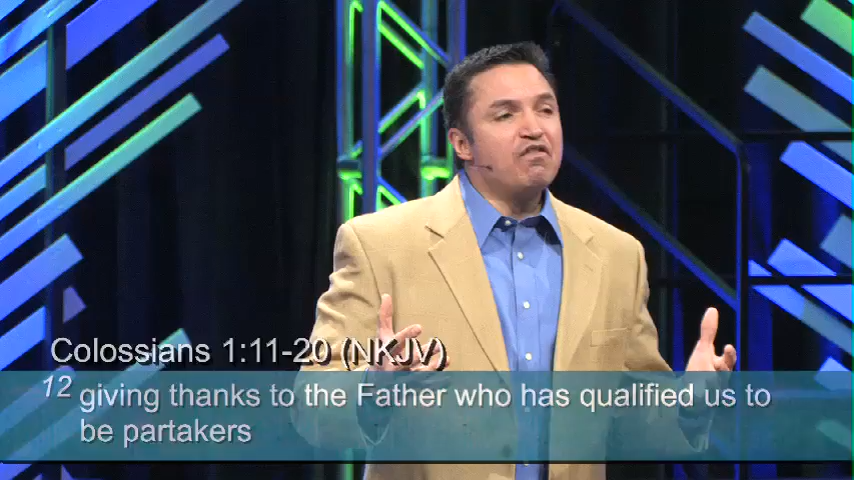 Colossians 1:11-20 (NKJV)
12 giving thanks to the Father who has qualified us to
be partakers